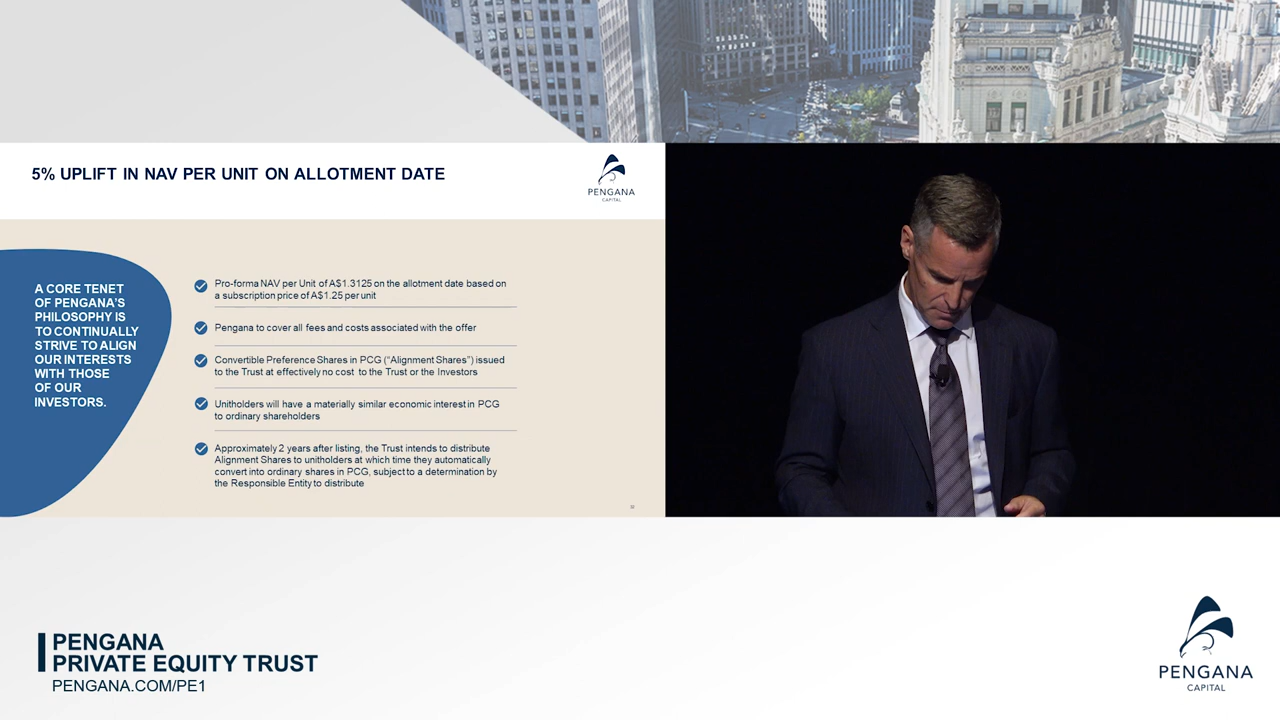 5% UPLIFT IN NAV PER UNIT ON ALLOTMENT DATE
PENGANA
CAPITAL
A CORE TENET
OF PENGANA'S
PHILOSOPHY IS
TO CONTINUALLY
STRIVE TO ALIGN
OUR INTERESTS
WITH THOSE
OF OUR
INVESTORS.
Pro-forma NAV per Unit of A$1.3125 on the allotment date based on
a subscription price of A$1.25 per unit
Pengana to cover all fees and costs associated with the offer
Convertible Preference Shares in PCG (“Alignment Shares”) issued
to the Trust at effectively no cost to the Trust or the Investors
Unitholders will have a materially similar economic interest in PCG
to ordinary shareholders
Approximately 2 years after listing, the Trust intends to distribute
Alignment Shares to unitholders at which time they automatically
convert into ordinary shares in PCG, subject to a determination by
the Responsible Entity to distribute
PENGANA
PRIVATE EQUITY TRUST
PENGANA.COM/PE1
PENGANA
CAPITAL